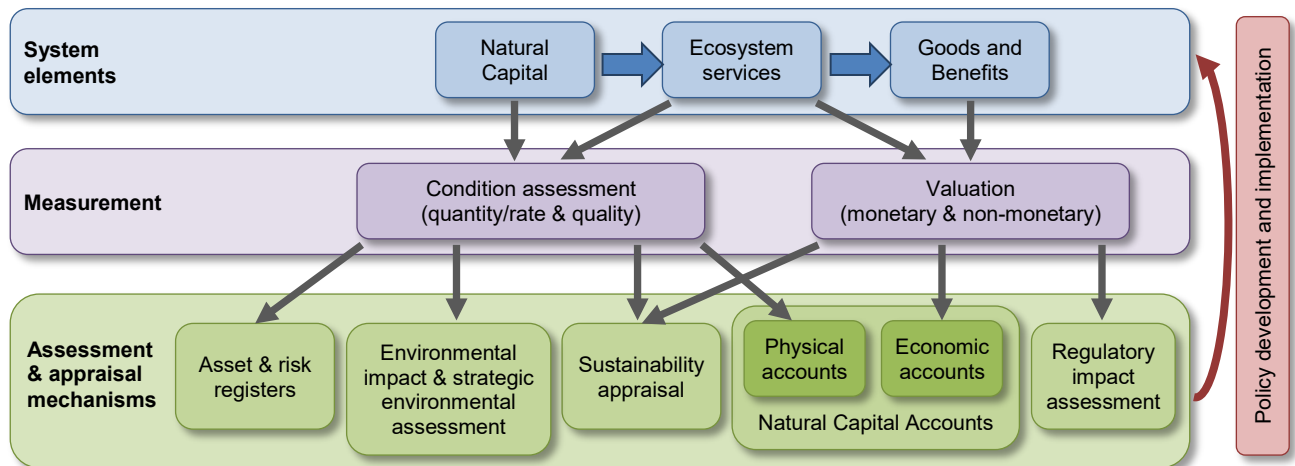 System
elements
Natural
Capital
Ecosystem
services
Goods and
Benefits
Measurement
Condition assessment
(quantity/rate & quality)
Valuation
(monetary & non-monetary)
Assessment
& appraisal
mechanisms
Asset & risk
registers
Environmental
impact & strategic
environmental
assessment
Sustainability
appraisal
Physical
accounts
Economic
accounts
Natural Capital Accounts
Regulatory
impact
assessment
Policy development and implementation